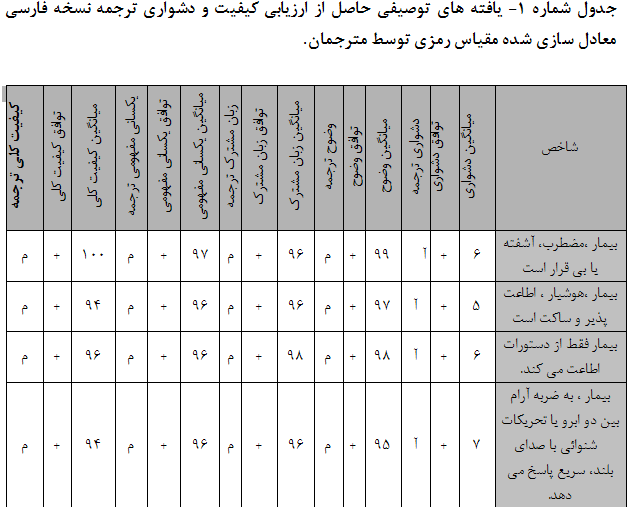 جدول شماره ۱- یافته های توصیفی حاصل از ارزیابی کیفیت و دشواری ترجمه نسخه فارسی
معادل سازی شده مقیاس رمزی توسط مترجمان.
شاخص میانگین دشواری توافق دشواری دشواری ترجمه میانگین وضوح توافق وضوح وضوح ترجمه میانگین زبان مشترک توافق زبان مشترک زبان مشترک ترجمه میانگین یکسانی مفهومی توافق یکسانی مفهومی یکسانی مفهومی ترجمه میانگین کیفیت کلی توافق کیفیت کلی کیفیت کلی ترجمه
بیمار ،مضطرب، آشفته
یا بی قرار است
۶ + آ ۹۹ + م ۹۶ + م ۹۷ + م ۱۰۰ + م
بیمار ،هوشیار ، اطاعت
پذیر و ساکت است
۵ + آ ۹۷ + م ۹۶ + م ۹۶ + م ۹۴ + م
بیمار فقط از دستورات
اطاعت می کند.
۶ + آ ۹۸ + م ۹۸ + م ۹۶ + م ۹۶ + م
بیمار ، به ضربه آرام
بین دو ابرو یا تحریکات
شنوائی با صدای
بلند، سریع پاسخ می
دهد.
۷ + آ ۹۵ + م ۹۶ + م ۹۶ + م ۹۴ + م